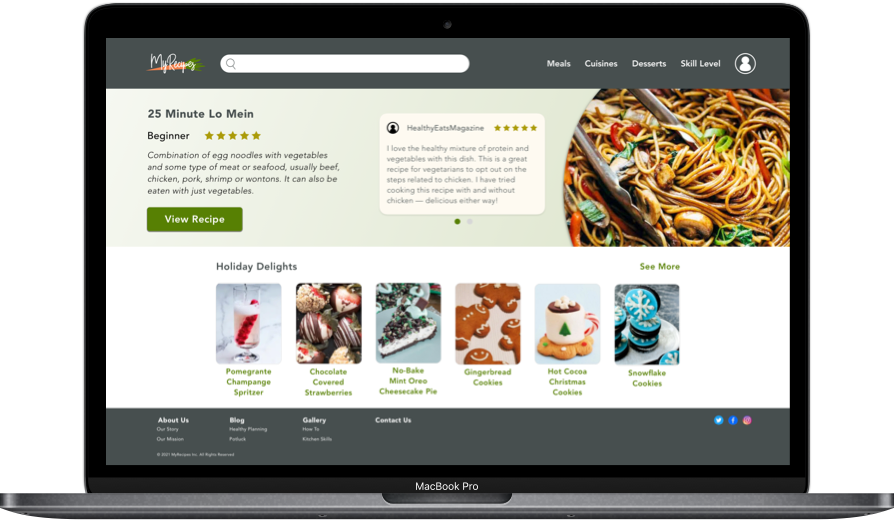 MyRecipes
Meals Cuisines Desserts Skill Level
25 Minute Lo Mein
Beginner
Combination of egg noodles with vegetables
and some type of meat or seafood, usually beef,
chicken, pork, shrimp or wontons. It can also be
eaten with just vegetables.
View Recipe
HealthyEatsMagazine
I love the healthy mixture of protein and
vegetables with this dish. This is a great
recipe for vegetarians to opt out on the
steps related to chicken. I have tried
cooking this recipe with and without
chicken — delicious either way!
Holiday Delights
See More
Pomegrante
Champange
Spritzer
Chocolate
Covered
Strawberries
No-Bake
Mint Oreo
Cheesecake Pie
Gingerbread
Cookies
Hot Cocoa
Christmas
Cookies
Snowflake
Cookies
About Us
Our Story
Our Mission
Blog
Healthy Planning
Potluck
Gallery
How To
Kitchen Skills
Contact Us
© 2021 MyRecipes Inc. All Rights Reserved
MacBook Pro